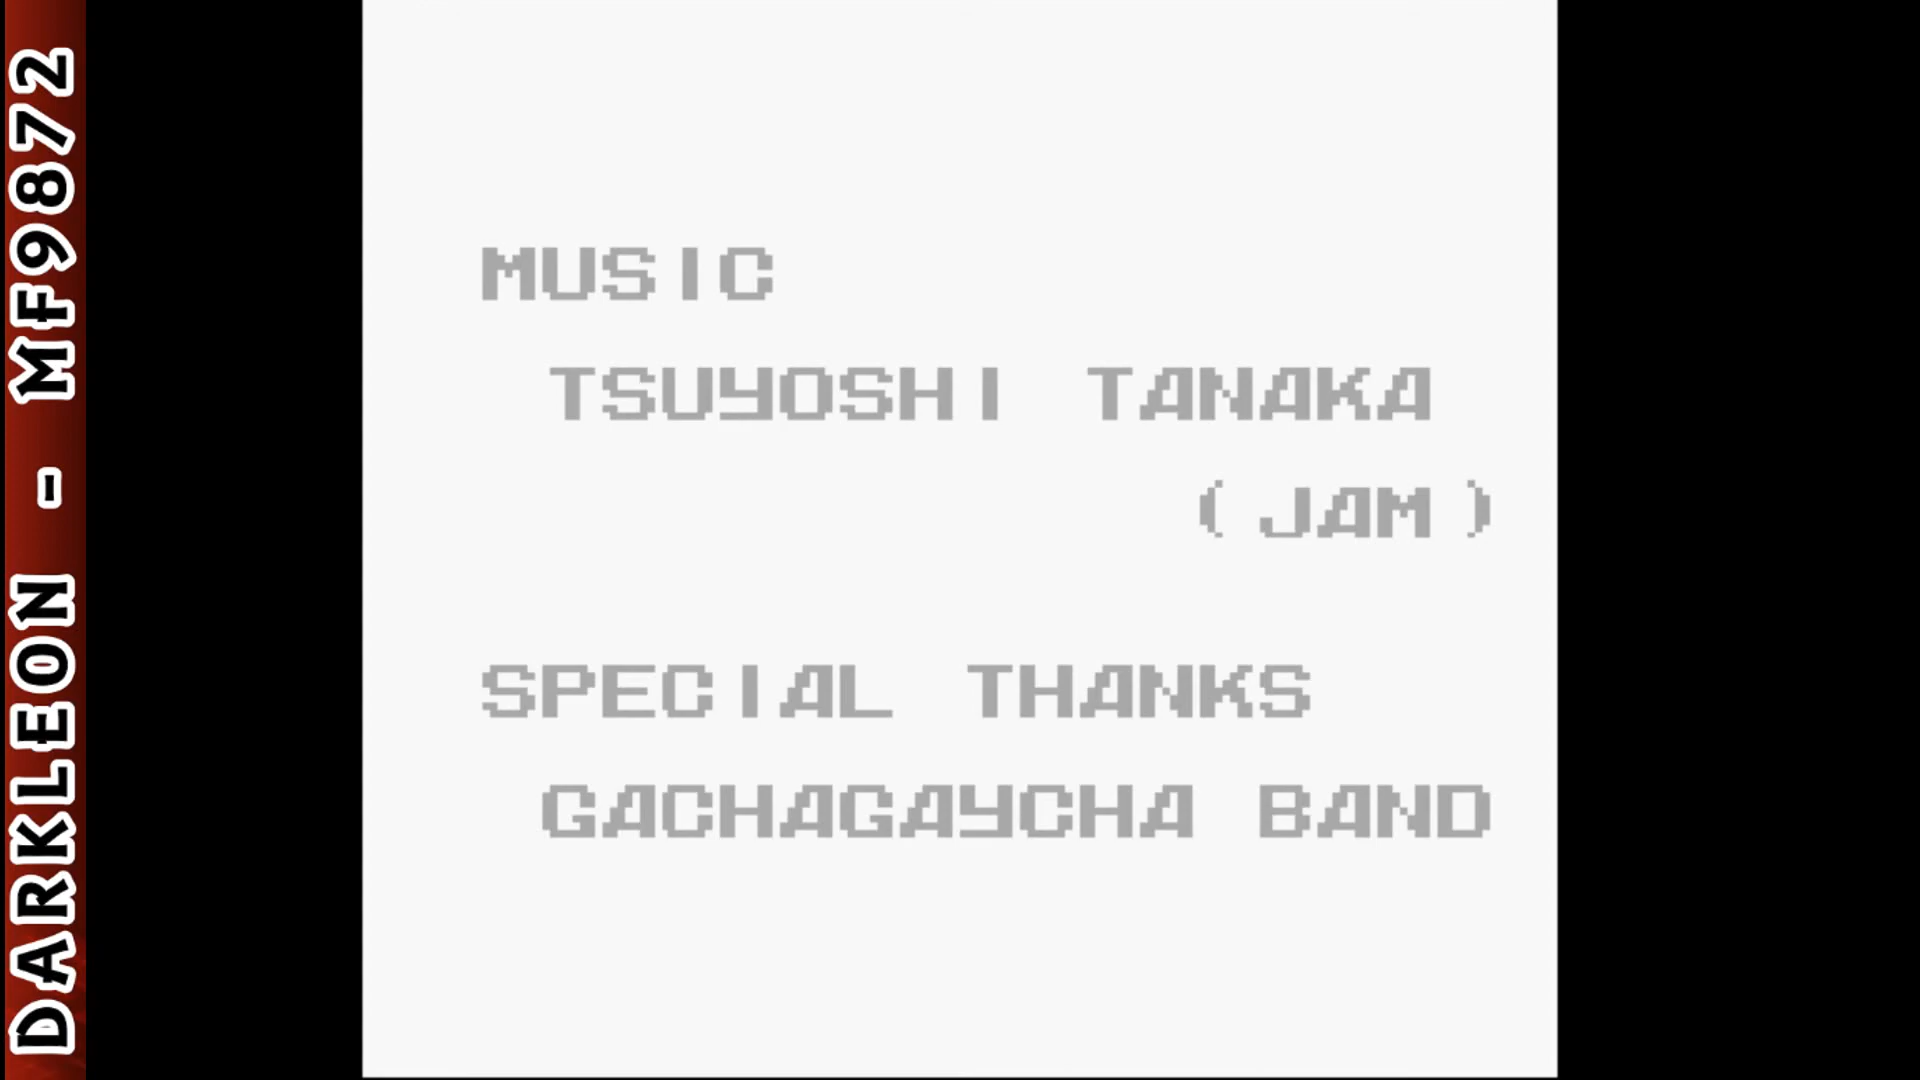 DARKLEON - MF9872
MUSIC
TSUYOSHI TANAKA
(JAM)
SPECIAL THANKS
GACHAGAYCHA BAND